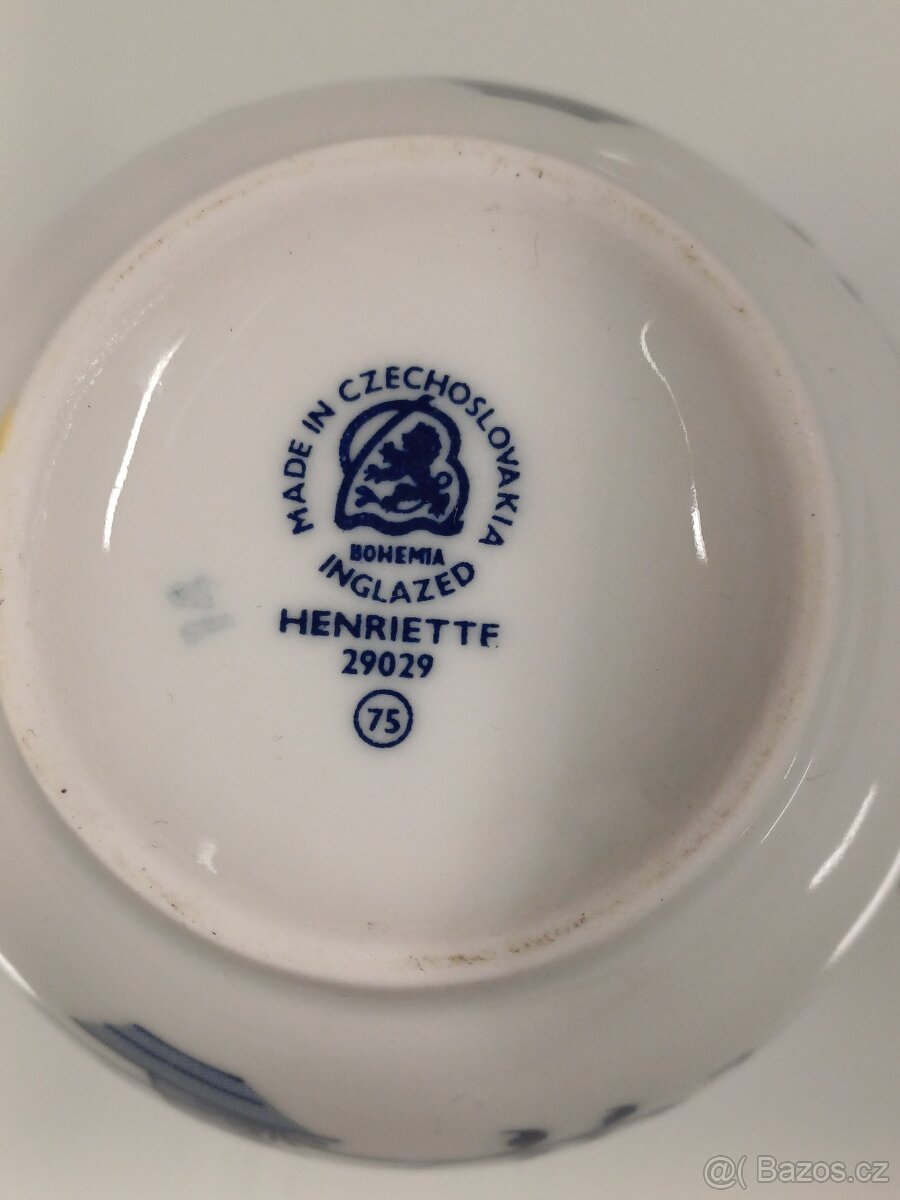 MADE IN CZECHOSLOVAKIA
BOHEMIA
INGLAZED
HENRIETTE
29029
75
@( Bazos.cz